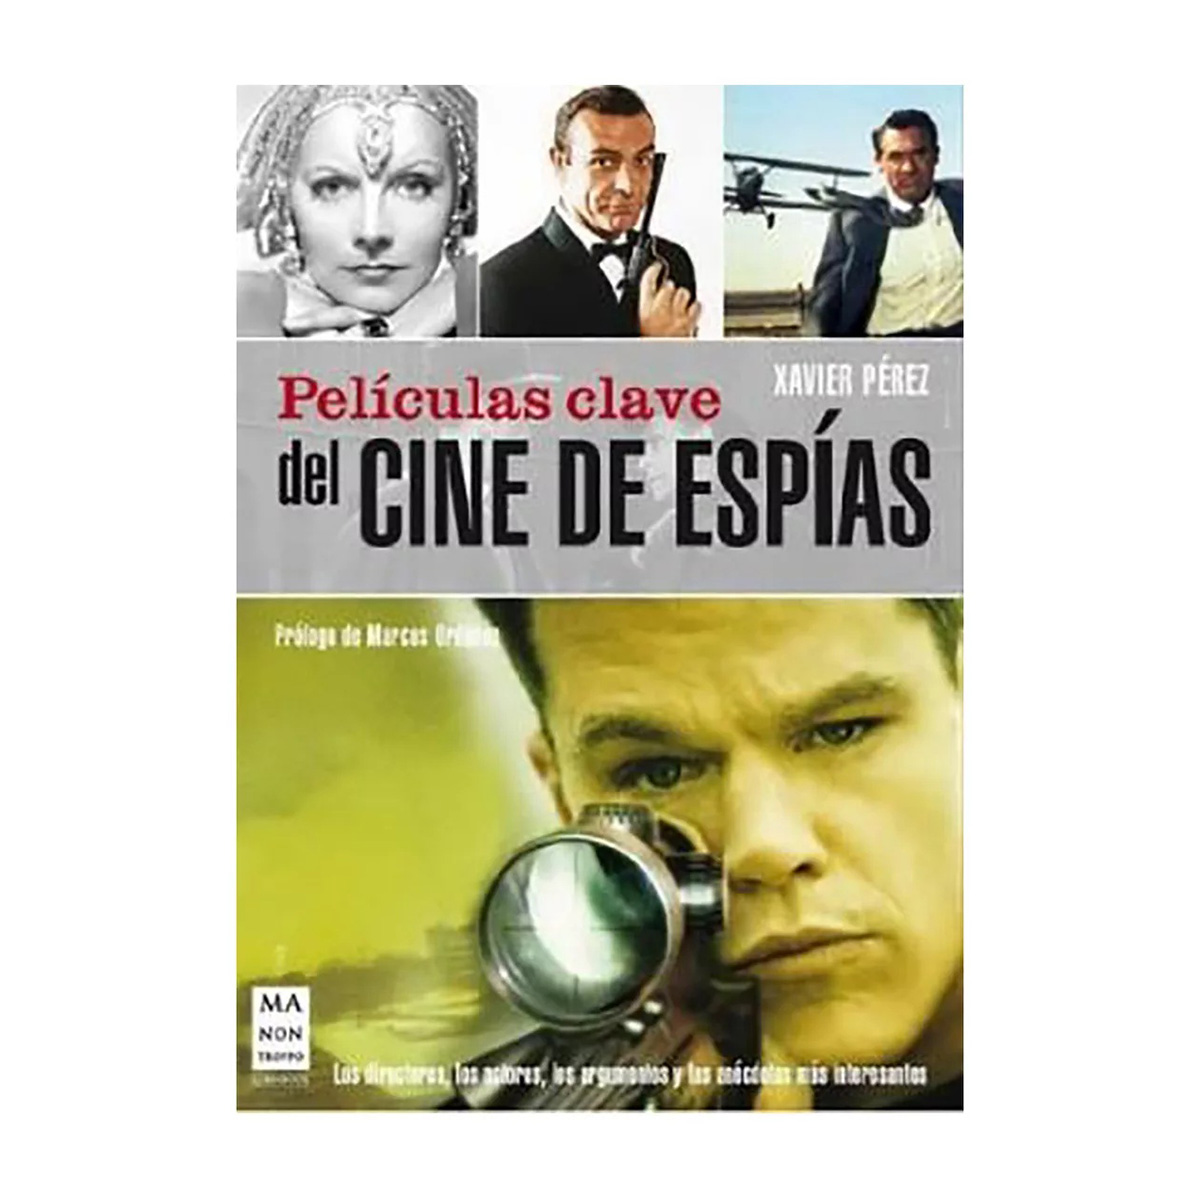 XAVIER PÉREZ
Películas clave
del CINE DE ESPÍAS
Prólogo de Marcos Ordóñez
MA
NON
TROPPO
Los directores, los actores, los argumentos y las anécdotas más interesantes